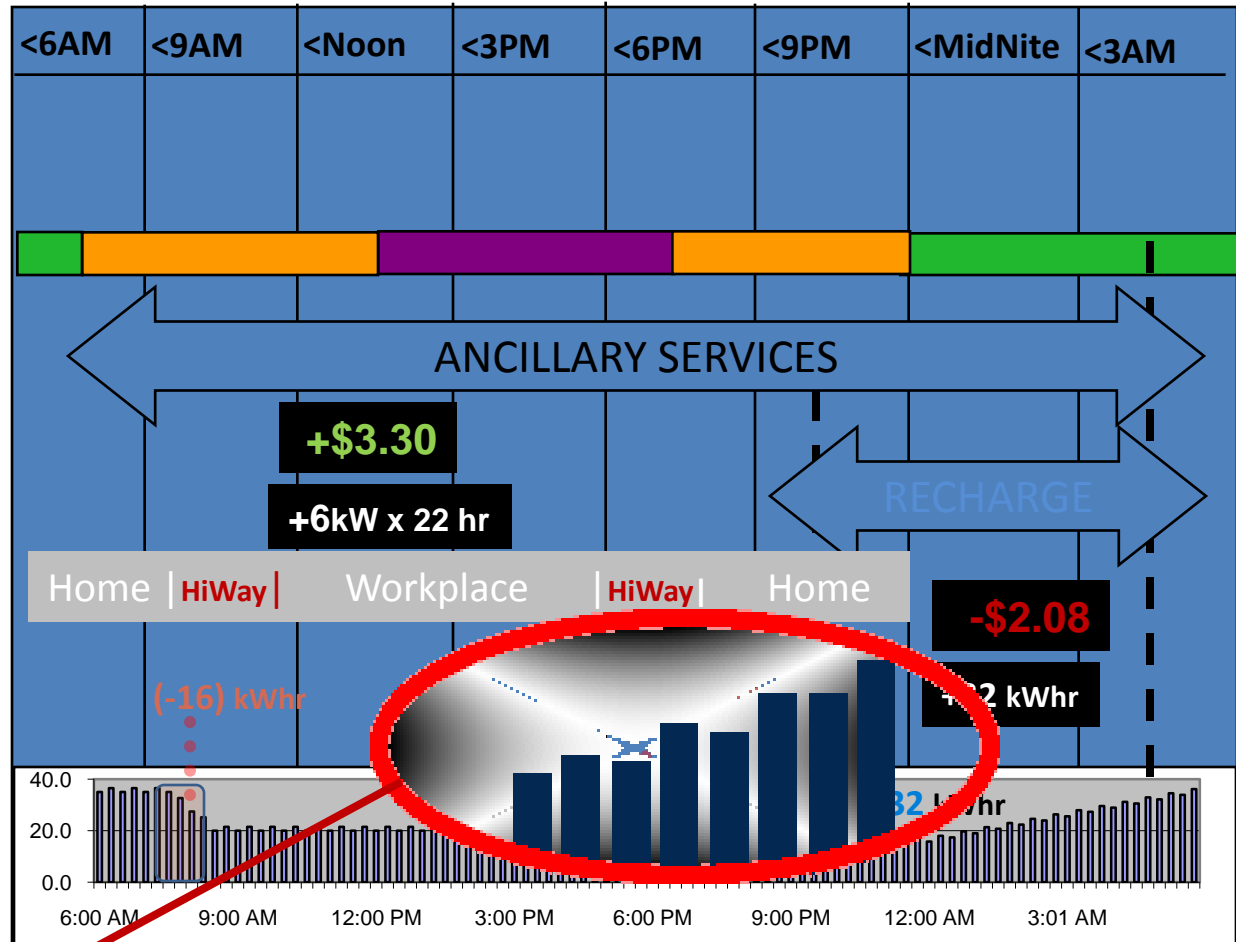 <6AM <9AM <Noon <3PM <6PM <9PM <MidNite <3AM
ANCILLARY SERVICES
+$3.30
RECHARGE
+6kW x 22 hr
Home |HiWay| Workplace |HiWay| Home
-$2.08
(-16) kWhr
kWhr
40.0
32 kWhr
20.0
0.0
6:00 AM 9:00 AM 12:00 PM 3:00 PM 6:00 PM 9:00 PM 12:00 AM 3:01 AM